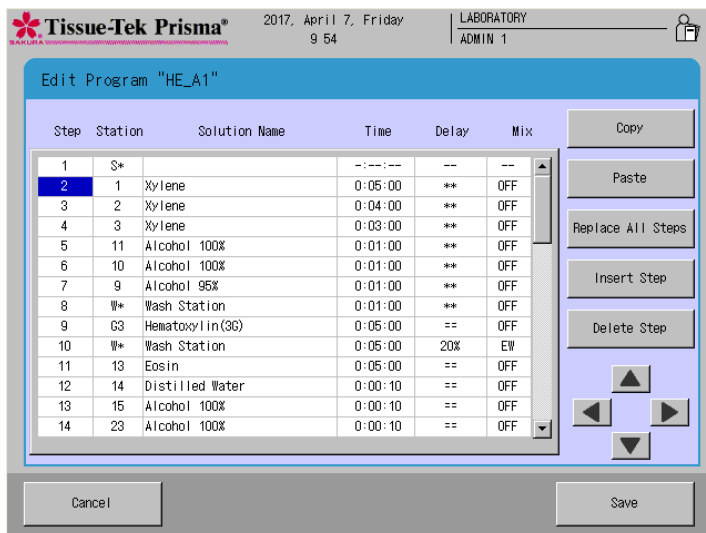 Tissue-Tek Prisma®
SAKURA
2017, April 7, Friday
9 54
LABORATORY
ADMIN 1
Edit Program "HE_A1"
Step Station Solution Name Time Delay Mix
1 S* -:--:-- -- --
2 1 Xylene 0:05:00 ** OFF
3 2 Xylene 0:04:00 ** OFF
4 3 Xylene 0:03:00 ** OFF
5 11 Alcohol 100% 0:01:00 ** OFF
6 10 Alcohol 100% 0:01:00 ** OFF
7 9 Alcohol 95% 0:01:00 ** OFF
8 W* Wash Station 0:01:00 ** OFF
9 G3 Hematoxylin(3G) 0:05:00 == OFF
10 W* Wash Station 0:05:00 20% EW
11 13 Eosin 0:05:00 == OFF
12 14 Distilled Water 0:00:10 == OFF
13 15 Alcohol 100% 0:00:10 == OFF
14 23 Alcohol 100% 0:00:10 == OFF
Copy
Paste
Replace All Steps
Insert Step
Delete Step
Cancel
Save